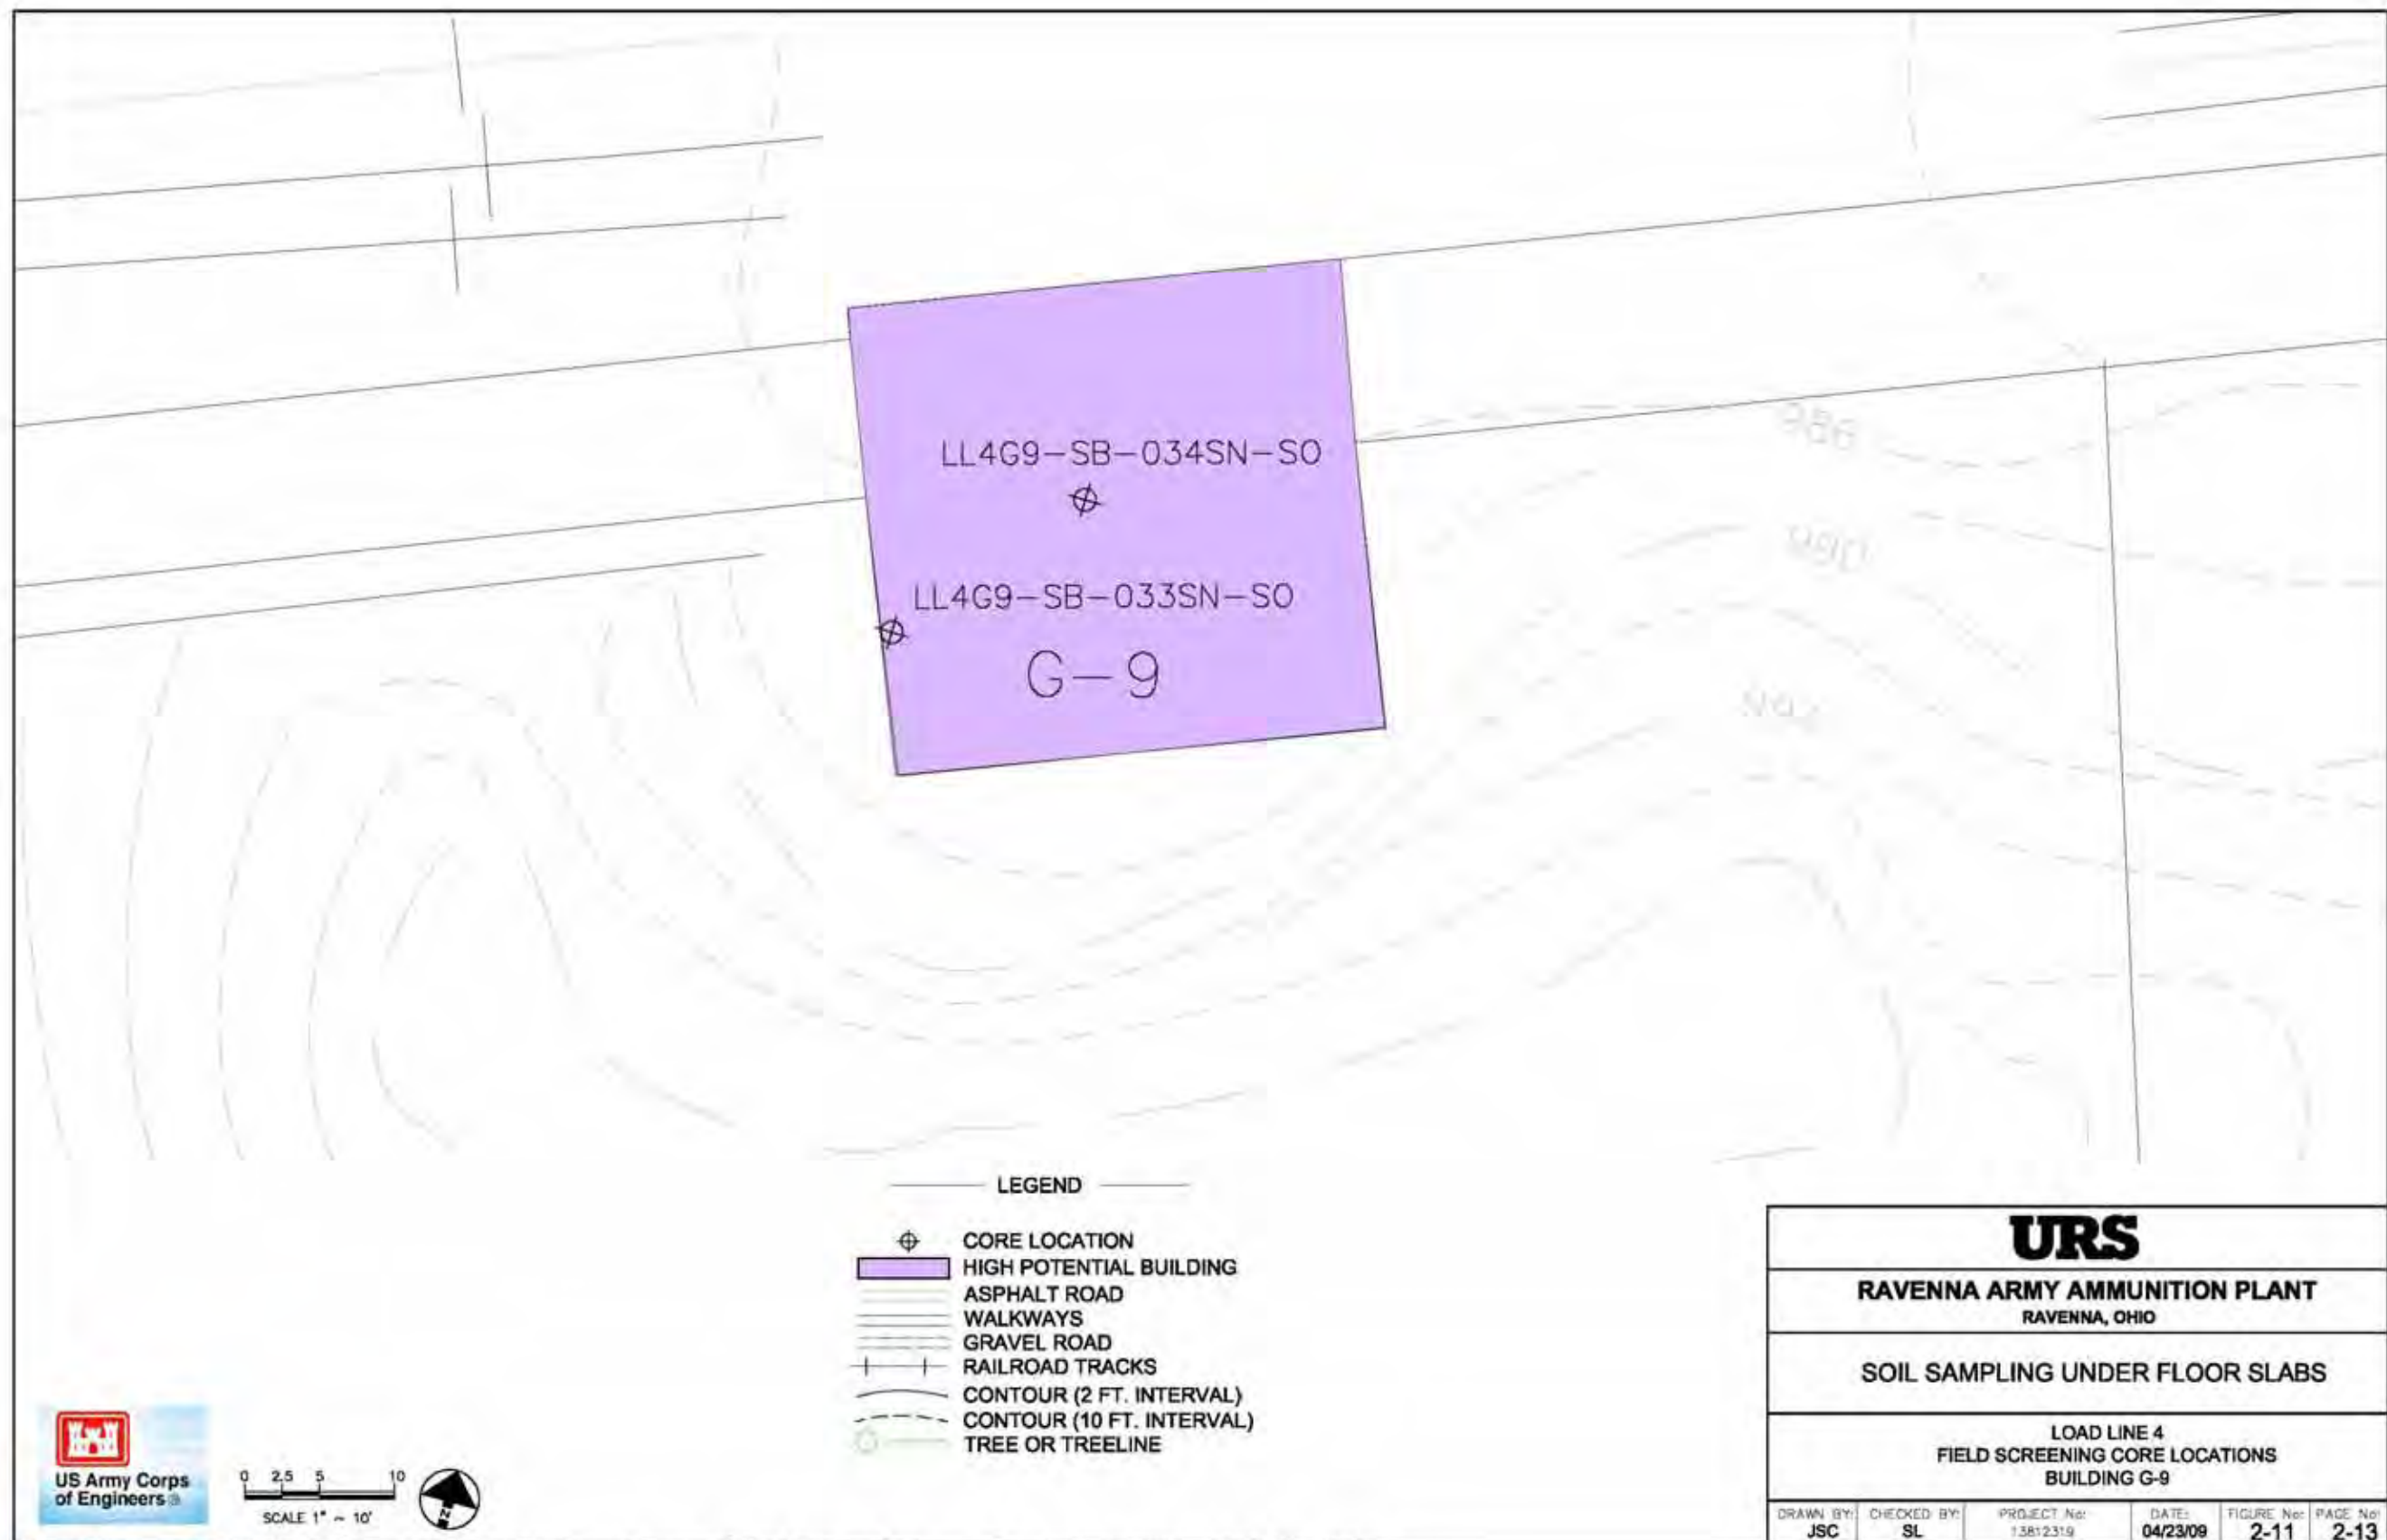 LL4G9-SB-034SN-SO
LL4G9-SB-033SN-SO
G-9
986
990
992
LEGEND
CORE LOCATION
HIGH POTENTIAL BUILDING
ASPHALT ROAD
WALKWAYS
GRAVEL ROAD
RAILROAD TRACKS
CONTOUR (2 FT. INTERVAL)
CONTOUR (10 FT. INTERVAL)
TREE OR TREELINE
US Army Corps
of Engineers®
0 2.5 5 10
SCALE 1" ~ 10'
N
URS
RAVENNA ARMY AMMUNITION PLANT
RAVENNA, OHIO
SOIL SAMPLING UNDER FLOOR SLABS
LOAD LINE 4
FIELD SCREENING CORE LOCATIONS
BUILDING G-9
DRAWN BY: CHECKED BY: PROJECT No: DATE: FIGURE No: PAGE No:
JSC SL 13812319 04/23/09 2-11 2-13